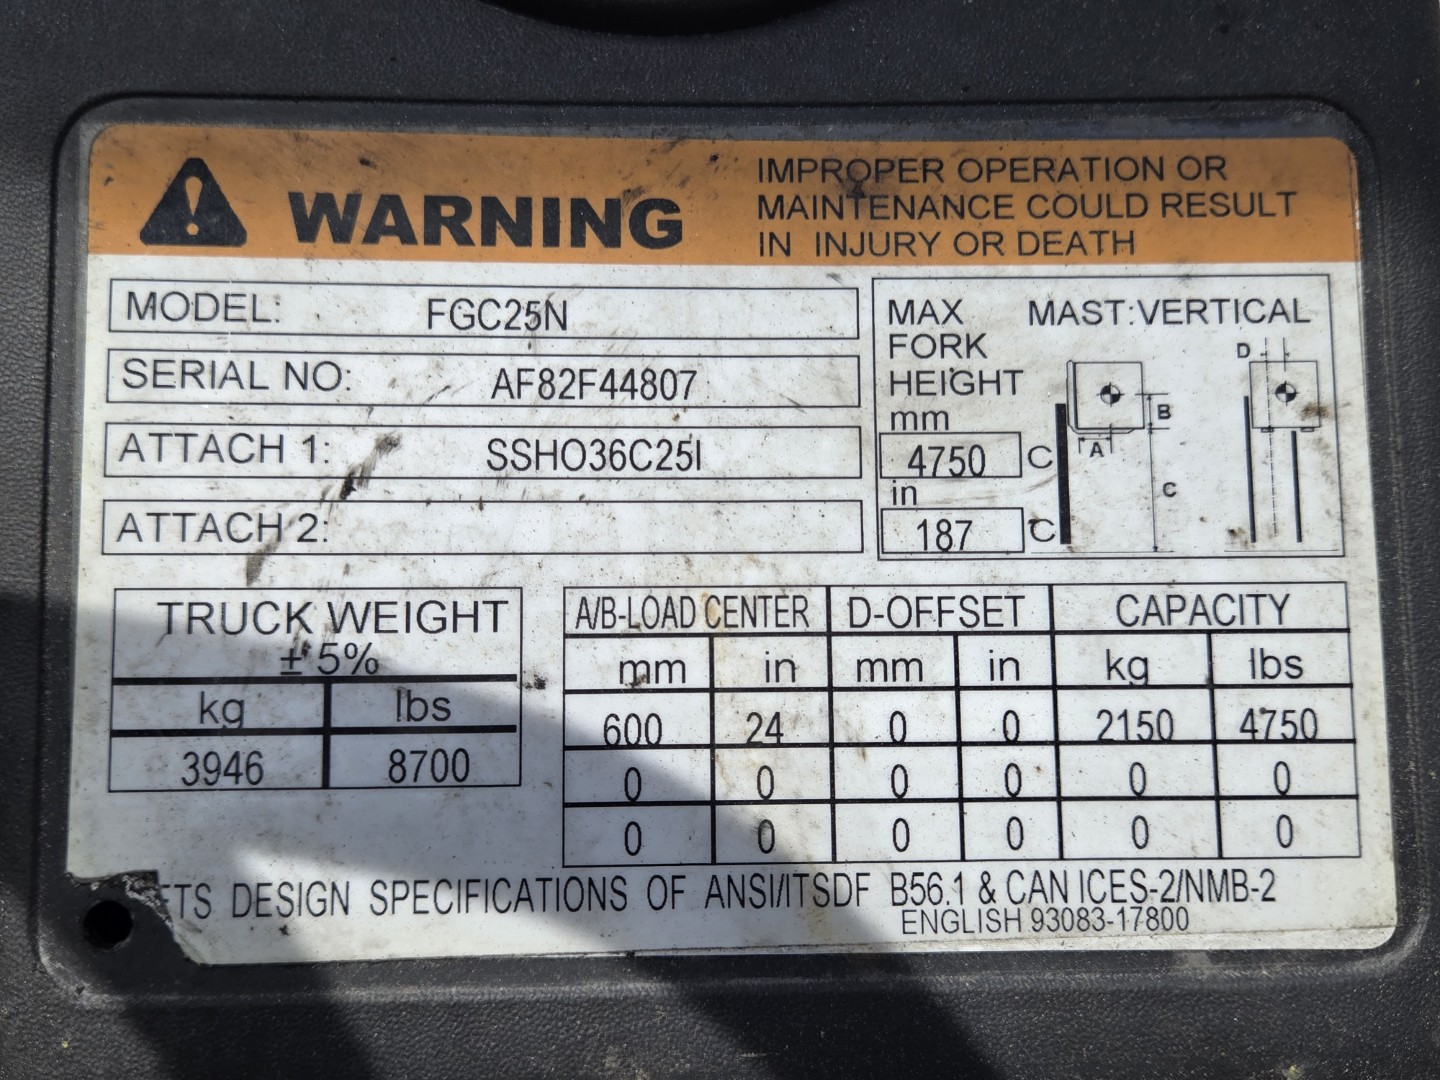 WARNING
IMPROPER OPERATION OR
MAINTENANCE COULD RESULT
IN INJURY OR DEATH
MODEL: FGC25N
SERIAL NO: AF82F44807
ATTACH 1: SSHO36C25I
ATTACH 2:
MAX MAST:VERTICAL
FORK
HEIGHT
mm
4750 C
in
187 C
D
B
A
C
TRUCK WEIGHT
± 5%
kg lbs
3946 8700
A/B-LOAD CENTER D-OFFSET CAPACITY
mm in mm in kg lbs
600 24 0 0 2150 4750
0 0 0 0 0 0
0 0 0 0 0 0
DESIGN SPECIFICATIONS OF ANSI/ITSDF B56.1 & CAN ICES-2/NMB-2
ENGLISH 93083-17800